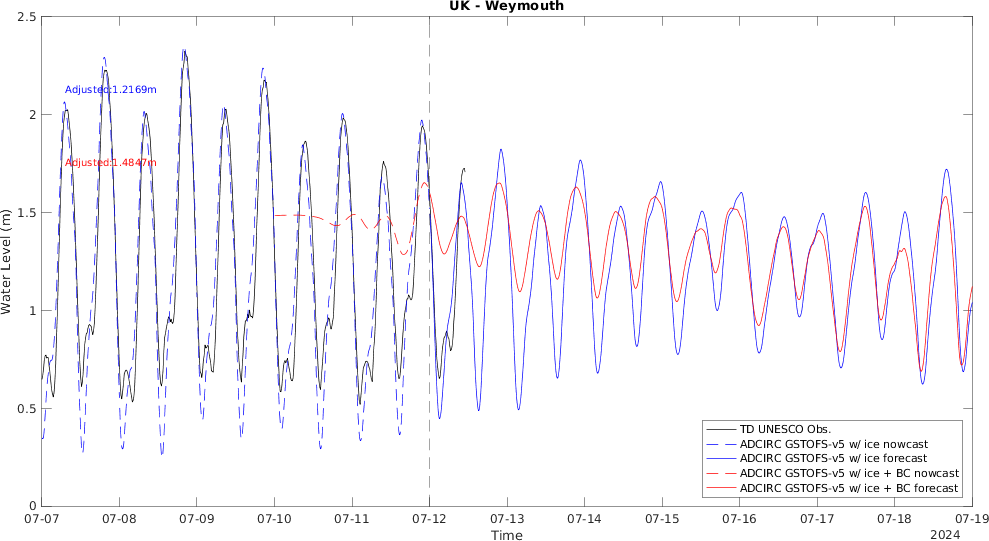 UK - Weymouth
2.5
2
1.5
1
0.5
0
Water Level (m)
Adjusted:1.2169m
Adjusted:1.4847m
TD UNESCO Obs.
ADCIRC GSTOFS-v5 w/ ice nowcast
ADCIRC GSTOFS-v5 w/ ice forecast
ADCIRC GSTOFS-v5 w/ ice + BC nowcast
ADCIRC GSTOFS-v5 w/ ice + BC forecast
07-07 07-08 07-09 07-10 07-11 07-12 07-13 07-14 07-15 07-16 07-17 07-18 07-19
Time
2024